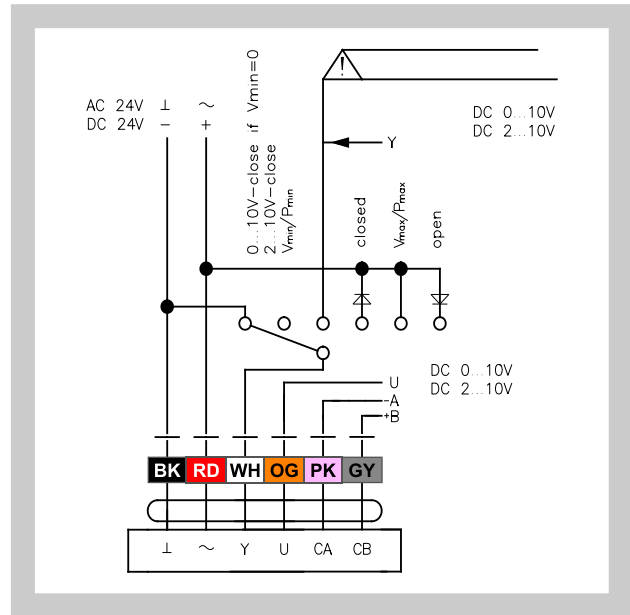 AC 24V ⊥ ~
DC 24V − +
0...10V–close if Vmin=0
2...10V–close
Vmin/Pmin
!
DC 0...10V
DC 2...10V
Y
closed
Vmax/Pmax
open
DC 0...10V
DC 2...10V
U
-A
+B
BK RD WH OG PK GY
⊥ ~ Y U CA CB